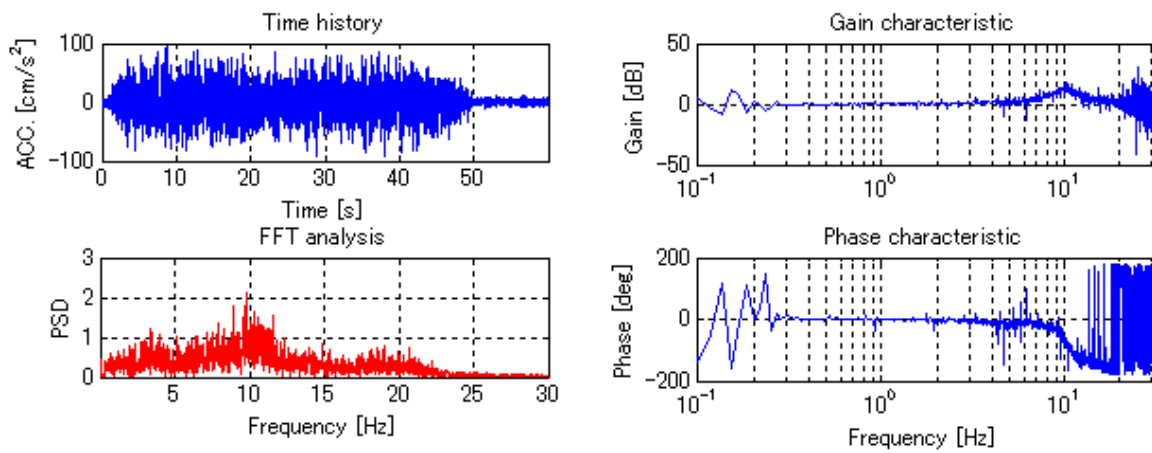 Time history
ACC. [cm/s²]
100
0
-100
0 10 20 30 40 50
Time [s]
FFT analysis
PSD
3
2
1
0
5 10 15 20 25 30
Frequency [Hz]
Gain characteristic
Gain [dB]
50
0
-50
10⁻¹ 10⁰ 10¹
Phase characteristic
Phase [deg.]
200
0
-200
10⁻¹ 10⁰ 10¹
Frequency [Hz]